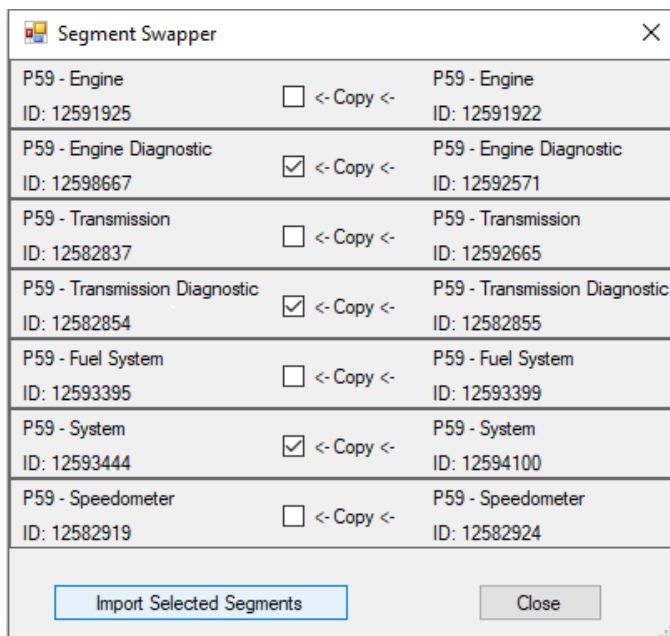 Segment Swapper
P59 - Engine
ID: 12591925
<- Copy <-
P59 - Engine
ID: 12591922
P59 - Engine Diagnostic
ID: 12598667
<- Copy <-
P59 - Engine Diagnostic
ID: 12592571
P59 - Transmission
ID: 12582837
<- Copy <-
P59 - Transmission
ID: 12592665
P59 - Transmission Diagnostic
ID: 12582854
<- Copy <-
P59 - Transmission Diagnostic
ID: 12582855
P59 - Fuel System
ID: 12593395
<- Copy <-
P59 - Fuel System
ID: 12593399
P59 - System
ID: 12593444
<- Copy <-
P59 - System
ID: 12594100
P59 - Speedometer
ID: 12582919
<- Copy <-
P59 - Speedometer
ID: 12582924
Import Selected Segments
Close